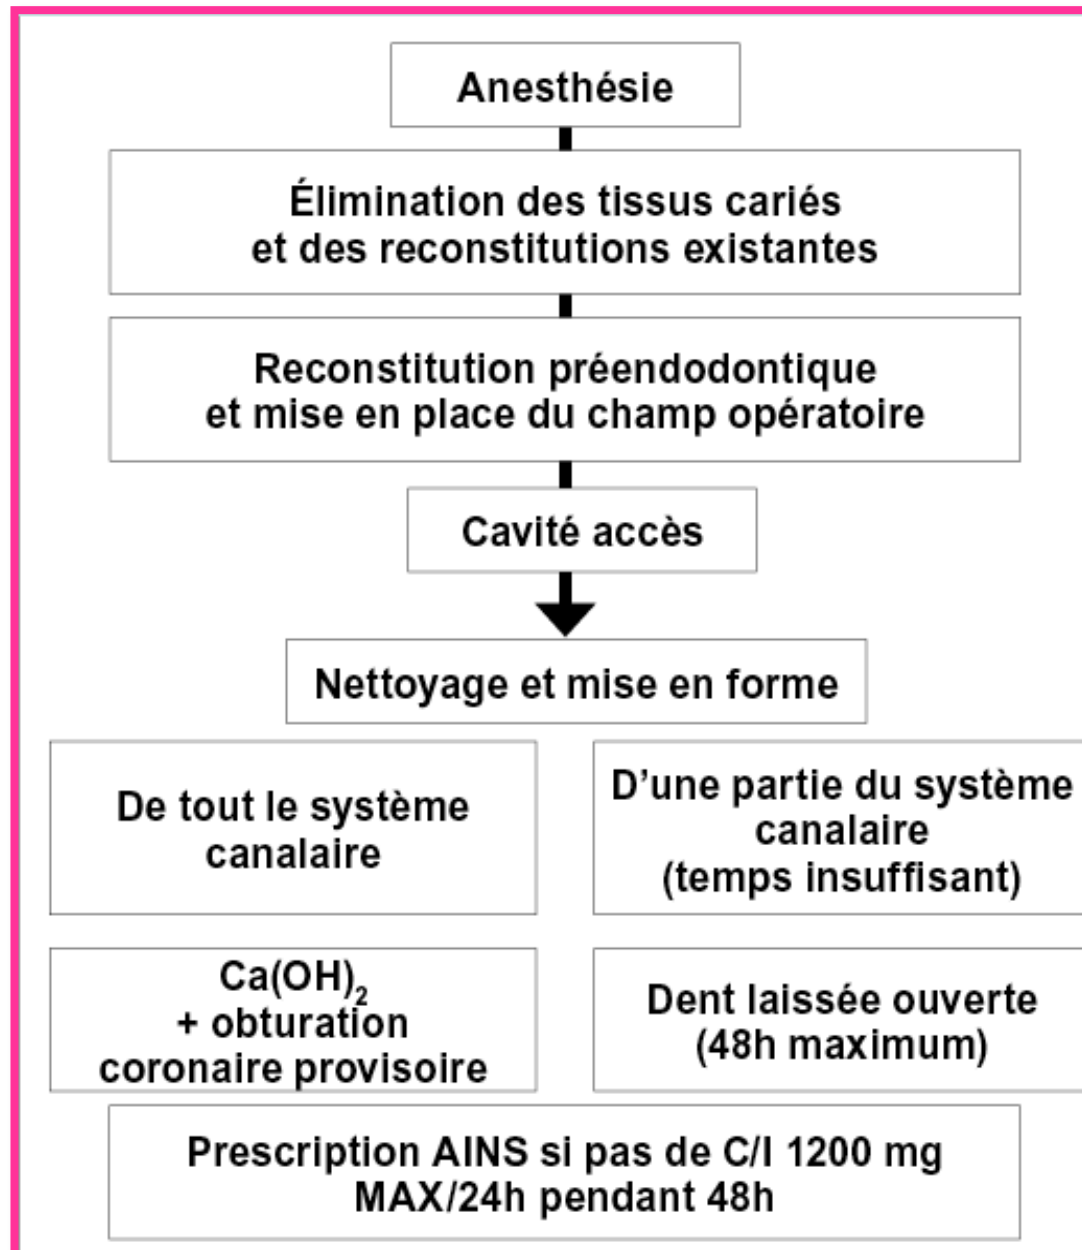 Anesthésie
Élimination des tissus cariés
et des reconstitutions existantes
Reconstitution préendodontique
et mise en place du champ opératoire
Cavité accès
Nettoyage et mise en forme
De tout le système
canalaire
D’une partie du système
canalaire
(temps insuffisant)
Ca(OH)₂
+ obturation
coronaire provisoire
Dent laissée ouverte
(48h maximum)
Prescription AINS si pas de C/I 1200 mg
MAX/24h pendant 48h